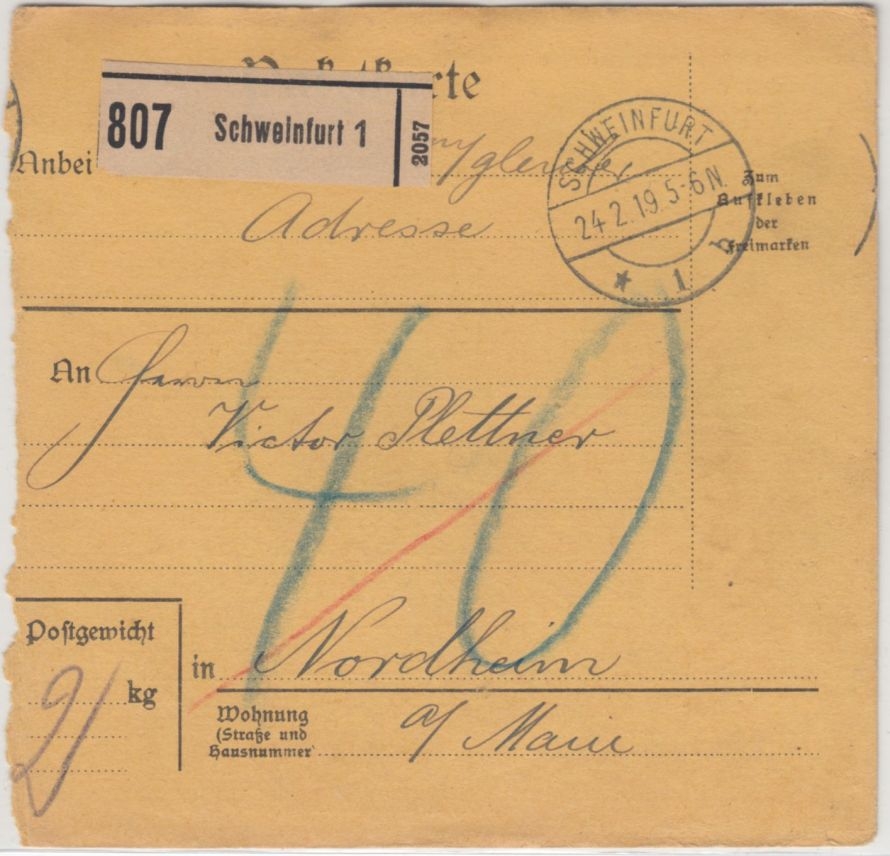 807 Schweinfurt 1 2057
SCHWEINFURT
24.2.19.5-6N.
* 1 b
Anbei
Adresse
Zum
Aufkleben
der
Freimarken
An Herrn
Victor Plettner
40
Postgewicht
2 kg
in Nordheim
Wohnung
(Straße und
Hausnummer
a/ Main